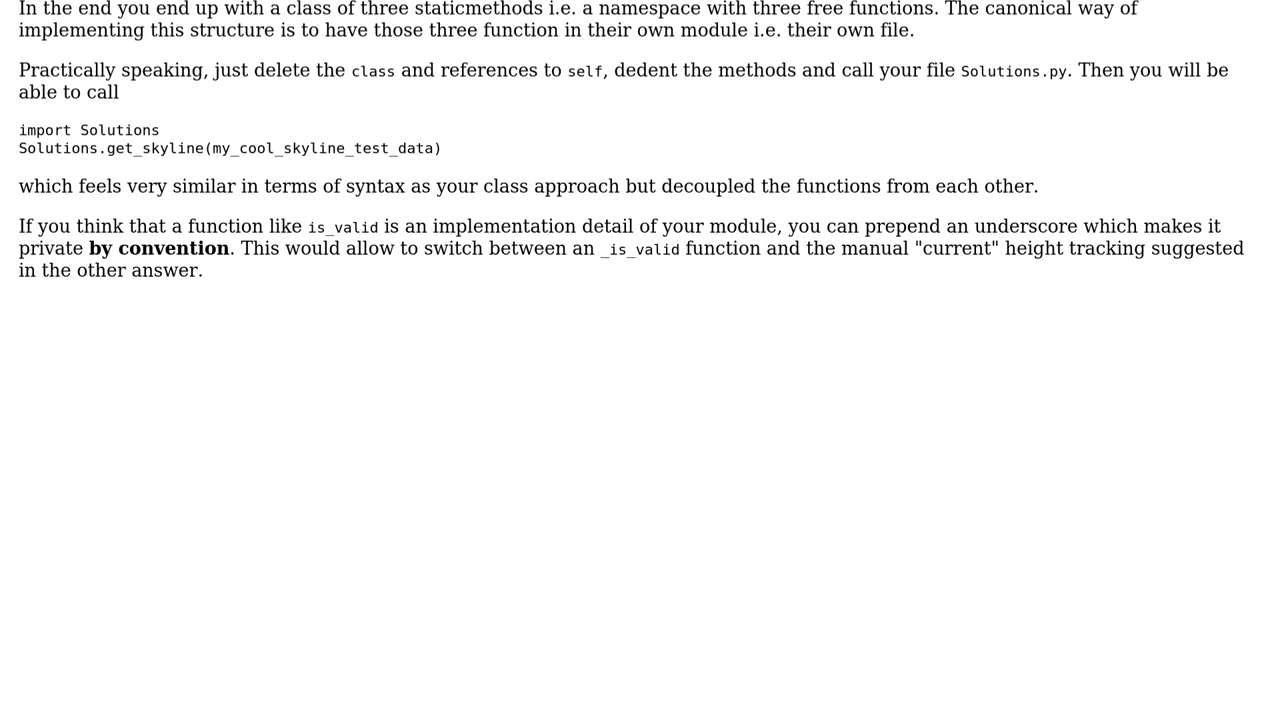 In the end you end up with a class of three staticmethods i.e. a namespace with three free functions. The canonical way of
implementing this structure is to have those three function in their own module i.e. their own file.
Practically speaking, just delete the class and references to self, dedent the methods and call your file Solutions.py. Then you will be
able to call
import Solutions
Solutions.get_skyline(my_cool_skyline_test_data)
which feels very similar in terms of syntax as your class approach but decoupled the functions from each other.
If you think that a function like is_valid is an implementation detail of your module, you can prepend an underscore which makes it
private by convention. This would allow to switch between an _is_valid function and the manual "current" height tracking suggested
in the other answer.